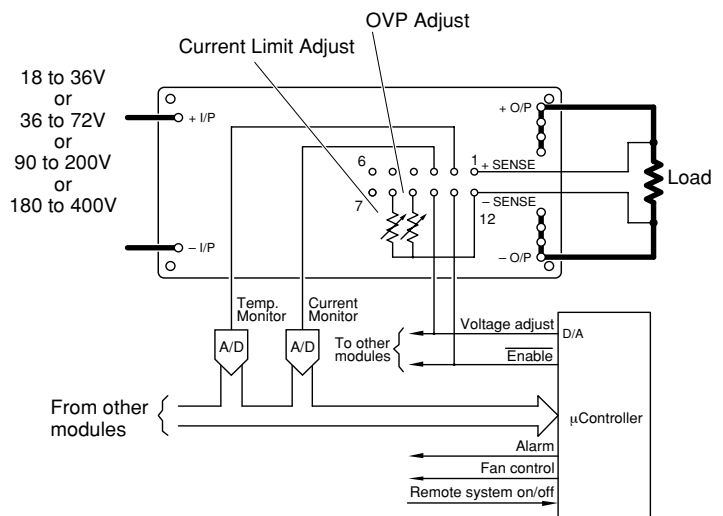 OVP Adjust
Current Limit Adjust
18 to 36V
or
36 to 72V
or
90 to 200V
or
180 to 400V
+ I/P
– I/P
+ O/P
6
1
+ SENSE
7
12
– SENSE
– O/P
Load
Temp.
Monitor
Current
Monitor
A/D
A/D
To other
modules
Voltage adjust
D/A
Enable
From other
modules
μController
Alarm
Fan control
Remote system on/off